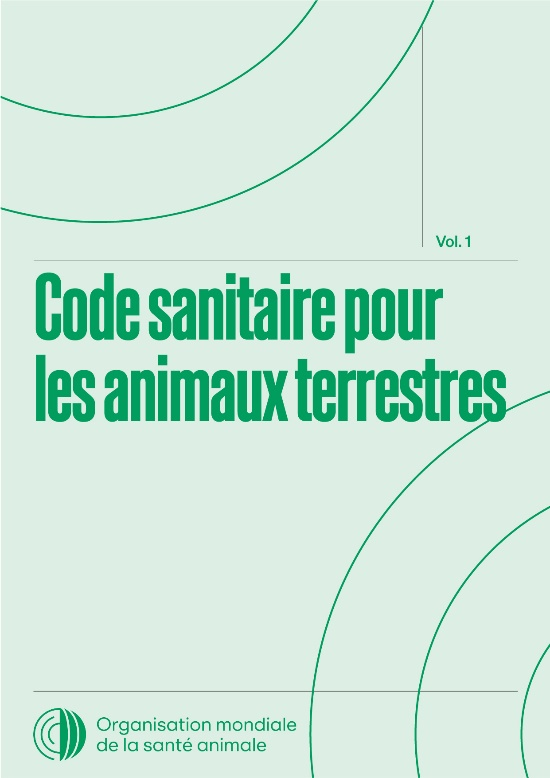 Vol. 1
Code sanitaire pour
les animaux terrestres
Organisation mondiale
de la santé animale